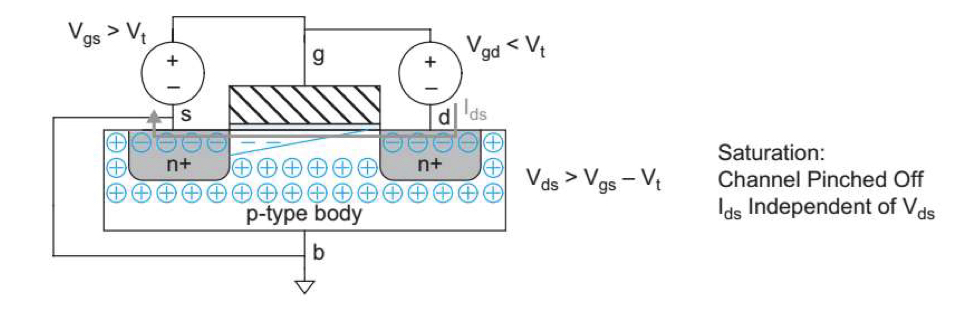 V_gs > V_t
+
−
g
+
−
V_gd < V_t
s
d
I_ds
n+
n+
p-type body
b
V_ds > V_gs – V_t
Saturation:
Channel Pinched Off
I_ds Independent of V_ds